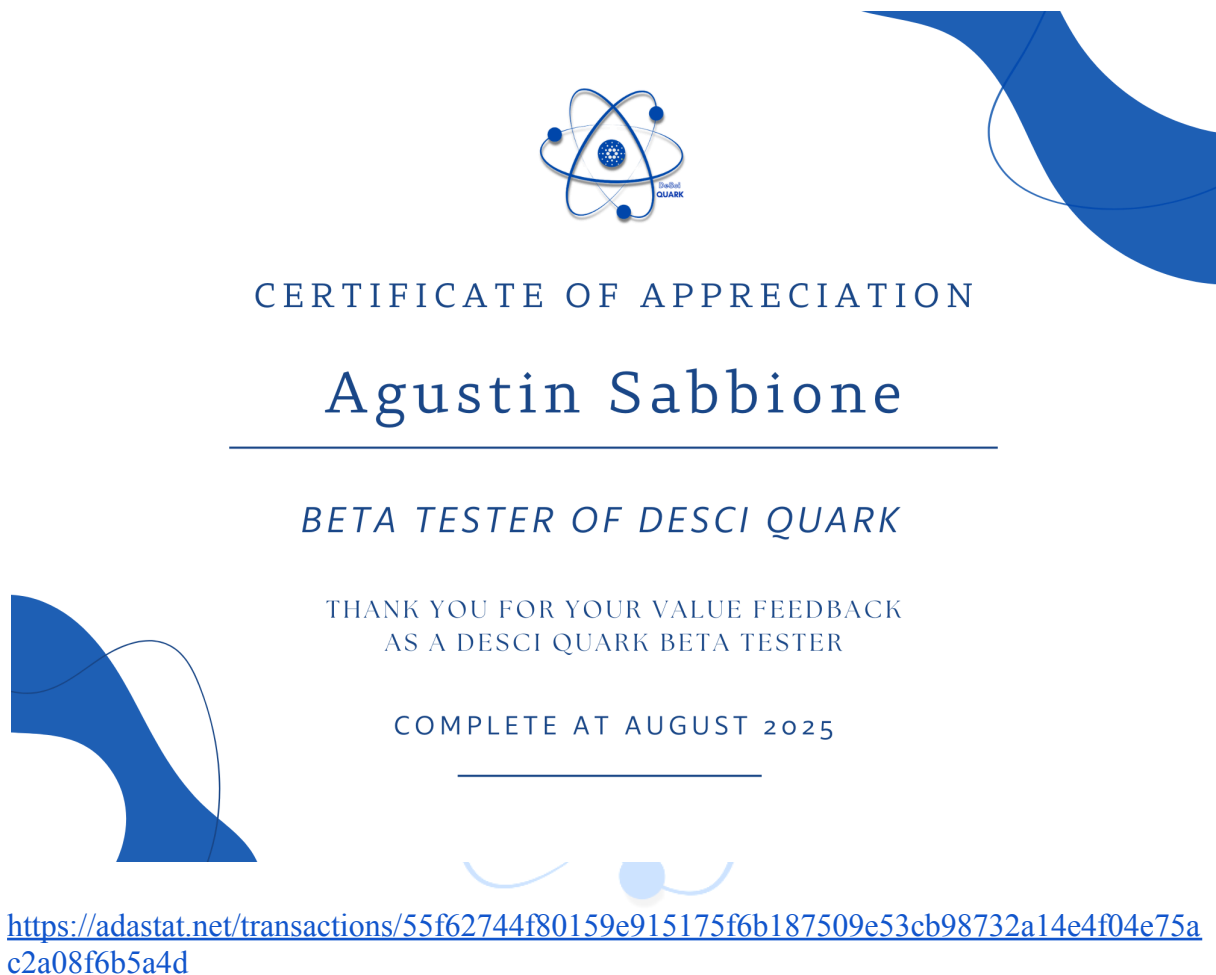 DeSci
QUARK
CERTIFICATE OF APPRECIATION
Agustin Sabbione
BETA TESTER OF DESCI QUARK
THANK YOU FOR YOUR VALUE FEEDBACK
AS A DESCI QUARK BETA TESTER
COMPLETE AT AUGUST 2025
https://adastat.net/transactions/55f62744f80159e915175f6b187509e53cb98732a14e4f04e75a
c2a08f6b5a4d